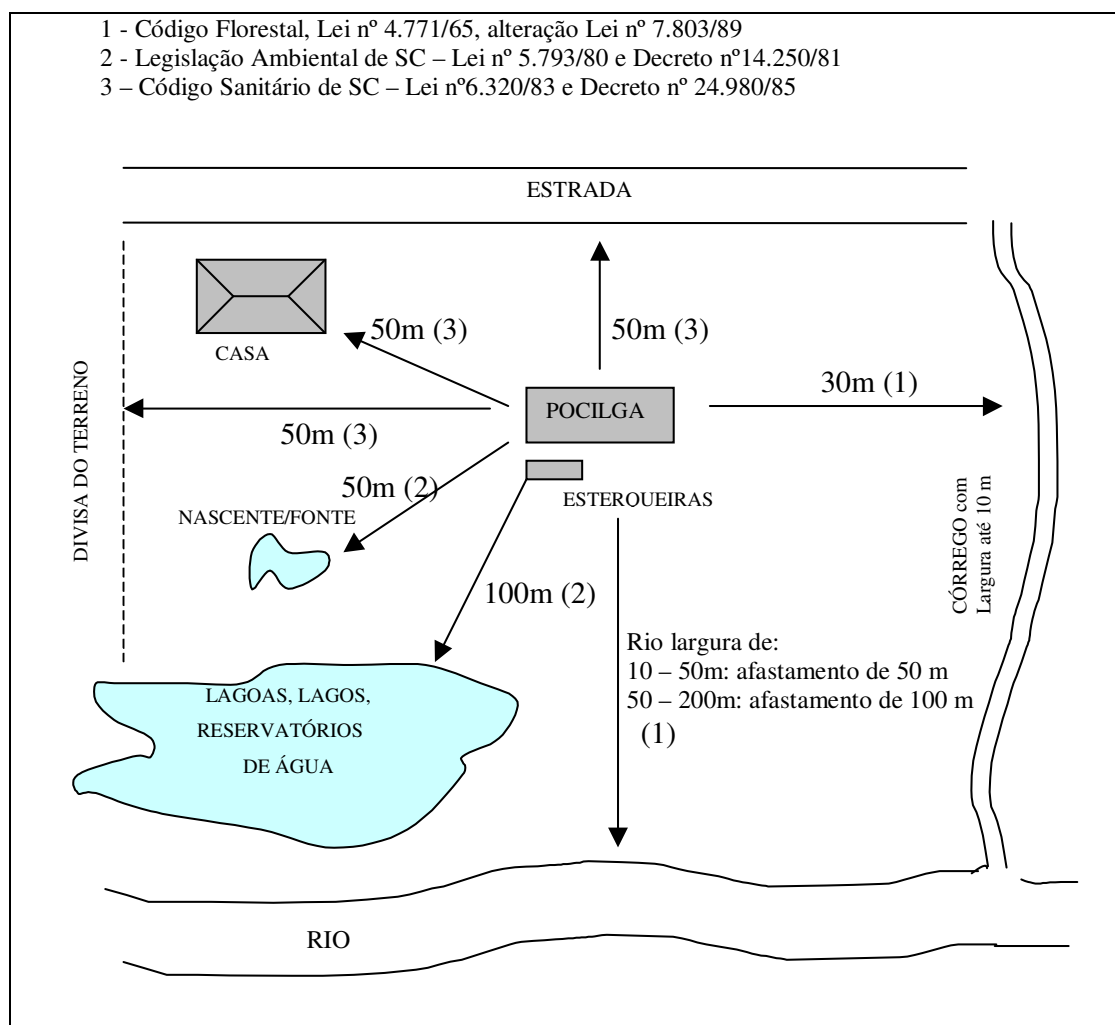 1 - Código Florestal, Lei nº 4.771/65, alteração Lei nº 7.803/89
2 - Legislação Ambiental de SC – Lei nº 5.793/80 e Decreto nº14.250/81
3 – Código Sanitário de SC – Lei nº6.320/83 e Decreto nº 24.980/85
ESTRADA
50m (3)
50m (3)
CASA
30m (1)
POCILGA
50m (3)
DIVISA DO TERRENO
50m (2)
ESTERQUEIRAS
NASCENTE/FONTE
CÓRREGO com
Largura até 10 m
100m (2)
Rio largura de:
10 – 50m: afastamento de 50 m
50 – 200m: afastamento de 100 m
(1)
LAGOAS, LAGOS,
RESERVATÓRIOS
DE ÁGUA
RIO